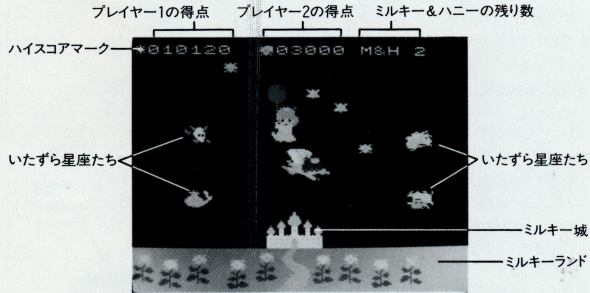 プレイヤー1の得点 プレイヤー2の得点 ミルキー&ハニーの残り数
ハイスコアマーク
010120 03000 M&H 2
いたずら星座たち いたずら星座たち
ミルキー城
ミルキーランド